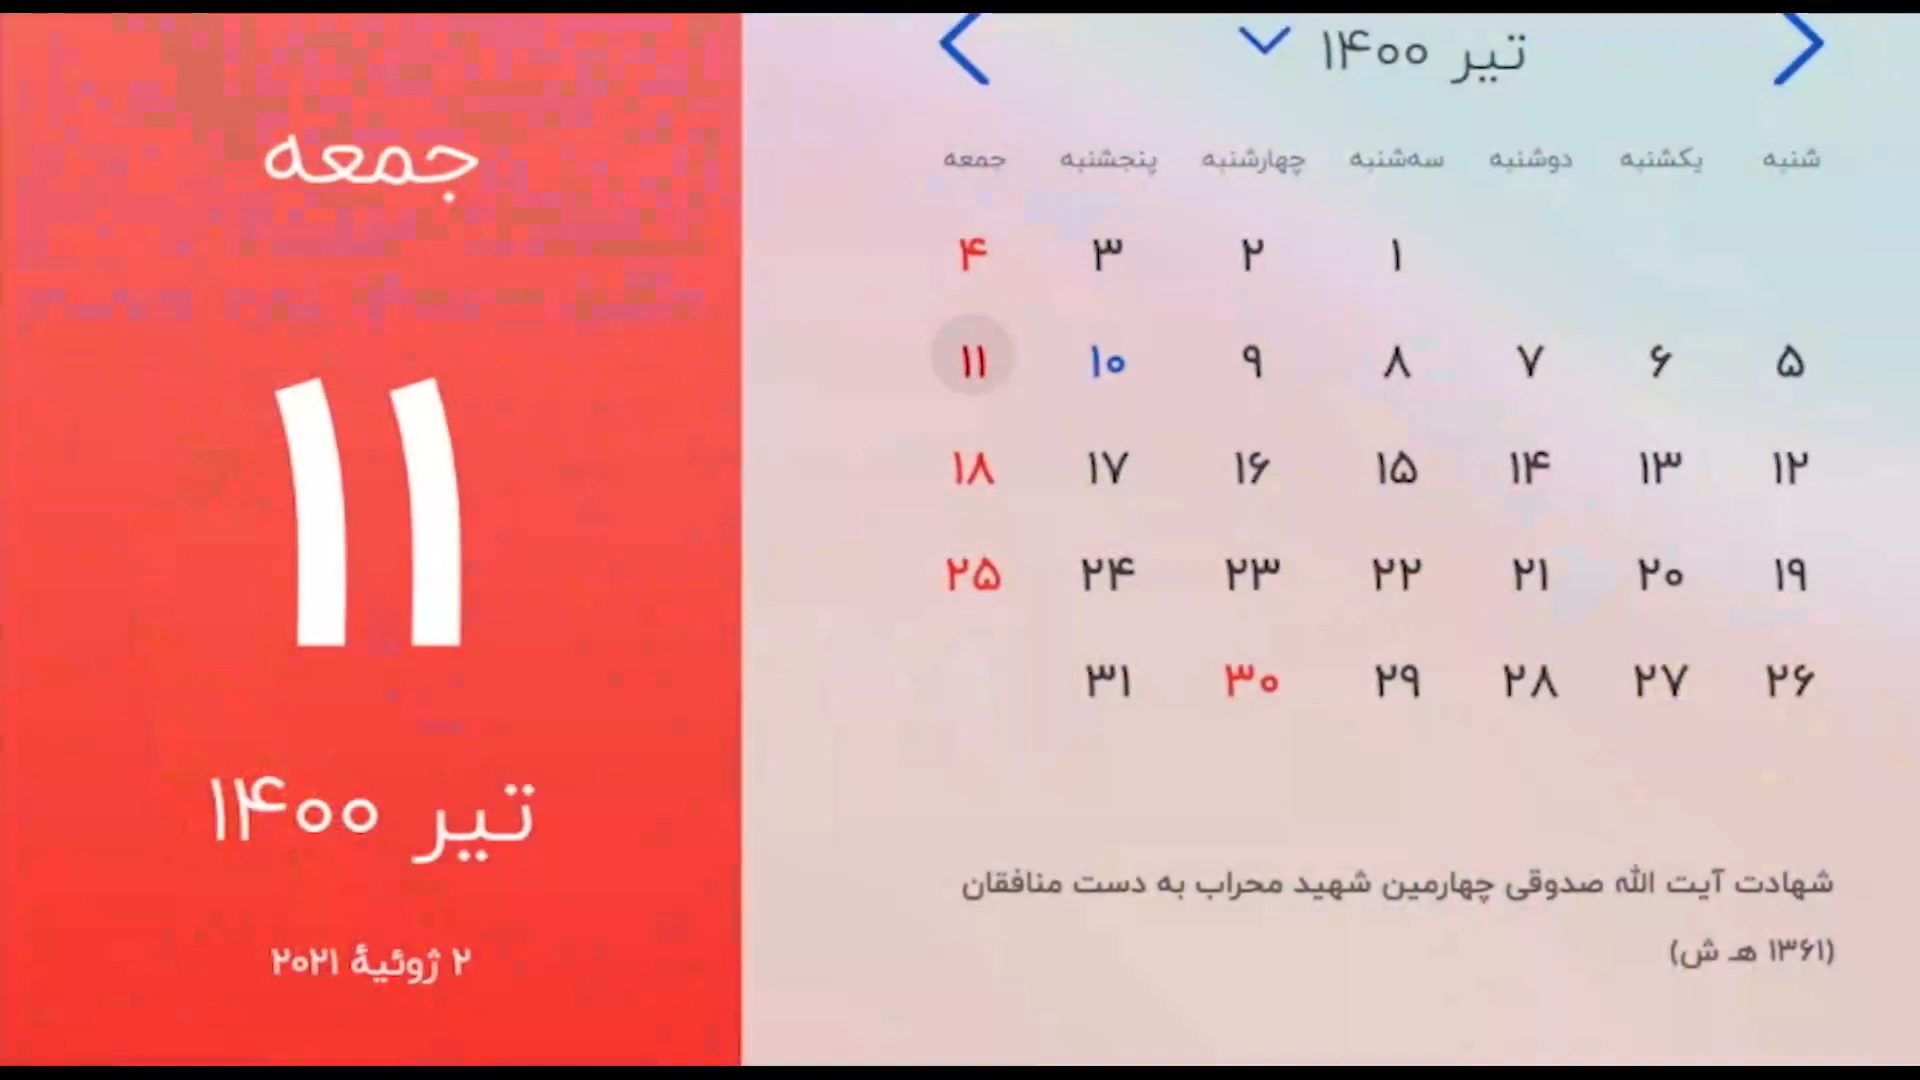 جمعه
۱۱
تیر ۱۴۰۰
۲ ژوئیهٔ ۲۰۲۱
تیر ۱۴۰۰
شنبه یکشنبه دوشنبه سه‌شنبه چهارشنبه پنجشنبه جمعه
۱ ۲ ۳ ۴
۵ ۶ ۷ ۸ ۹ ۱۰ ۱۱
۱۲ ۱۳ ۱۴ ۱۵ ۱۶ ۱۷ ۱۸
۱۹ ۲۰ ۲۱ ۲۲ ۲۳ ۲۴ ۲۵
۲۶ ۲۷ ۲۸ ۲۹ ۳۰ ۳۱
شهادت آیت الله صدوقی چهارمین شهید محراب به دست منافقان
(۱۳۶۱ هـ ش)